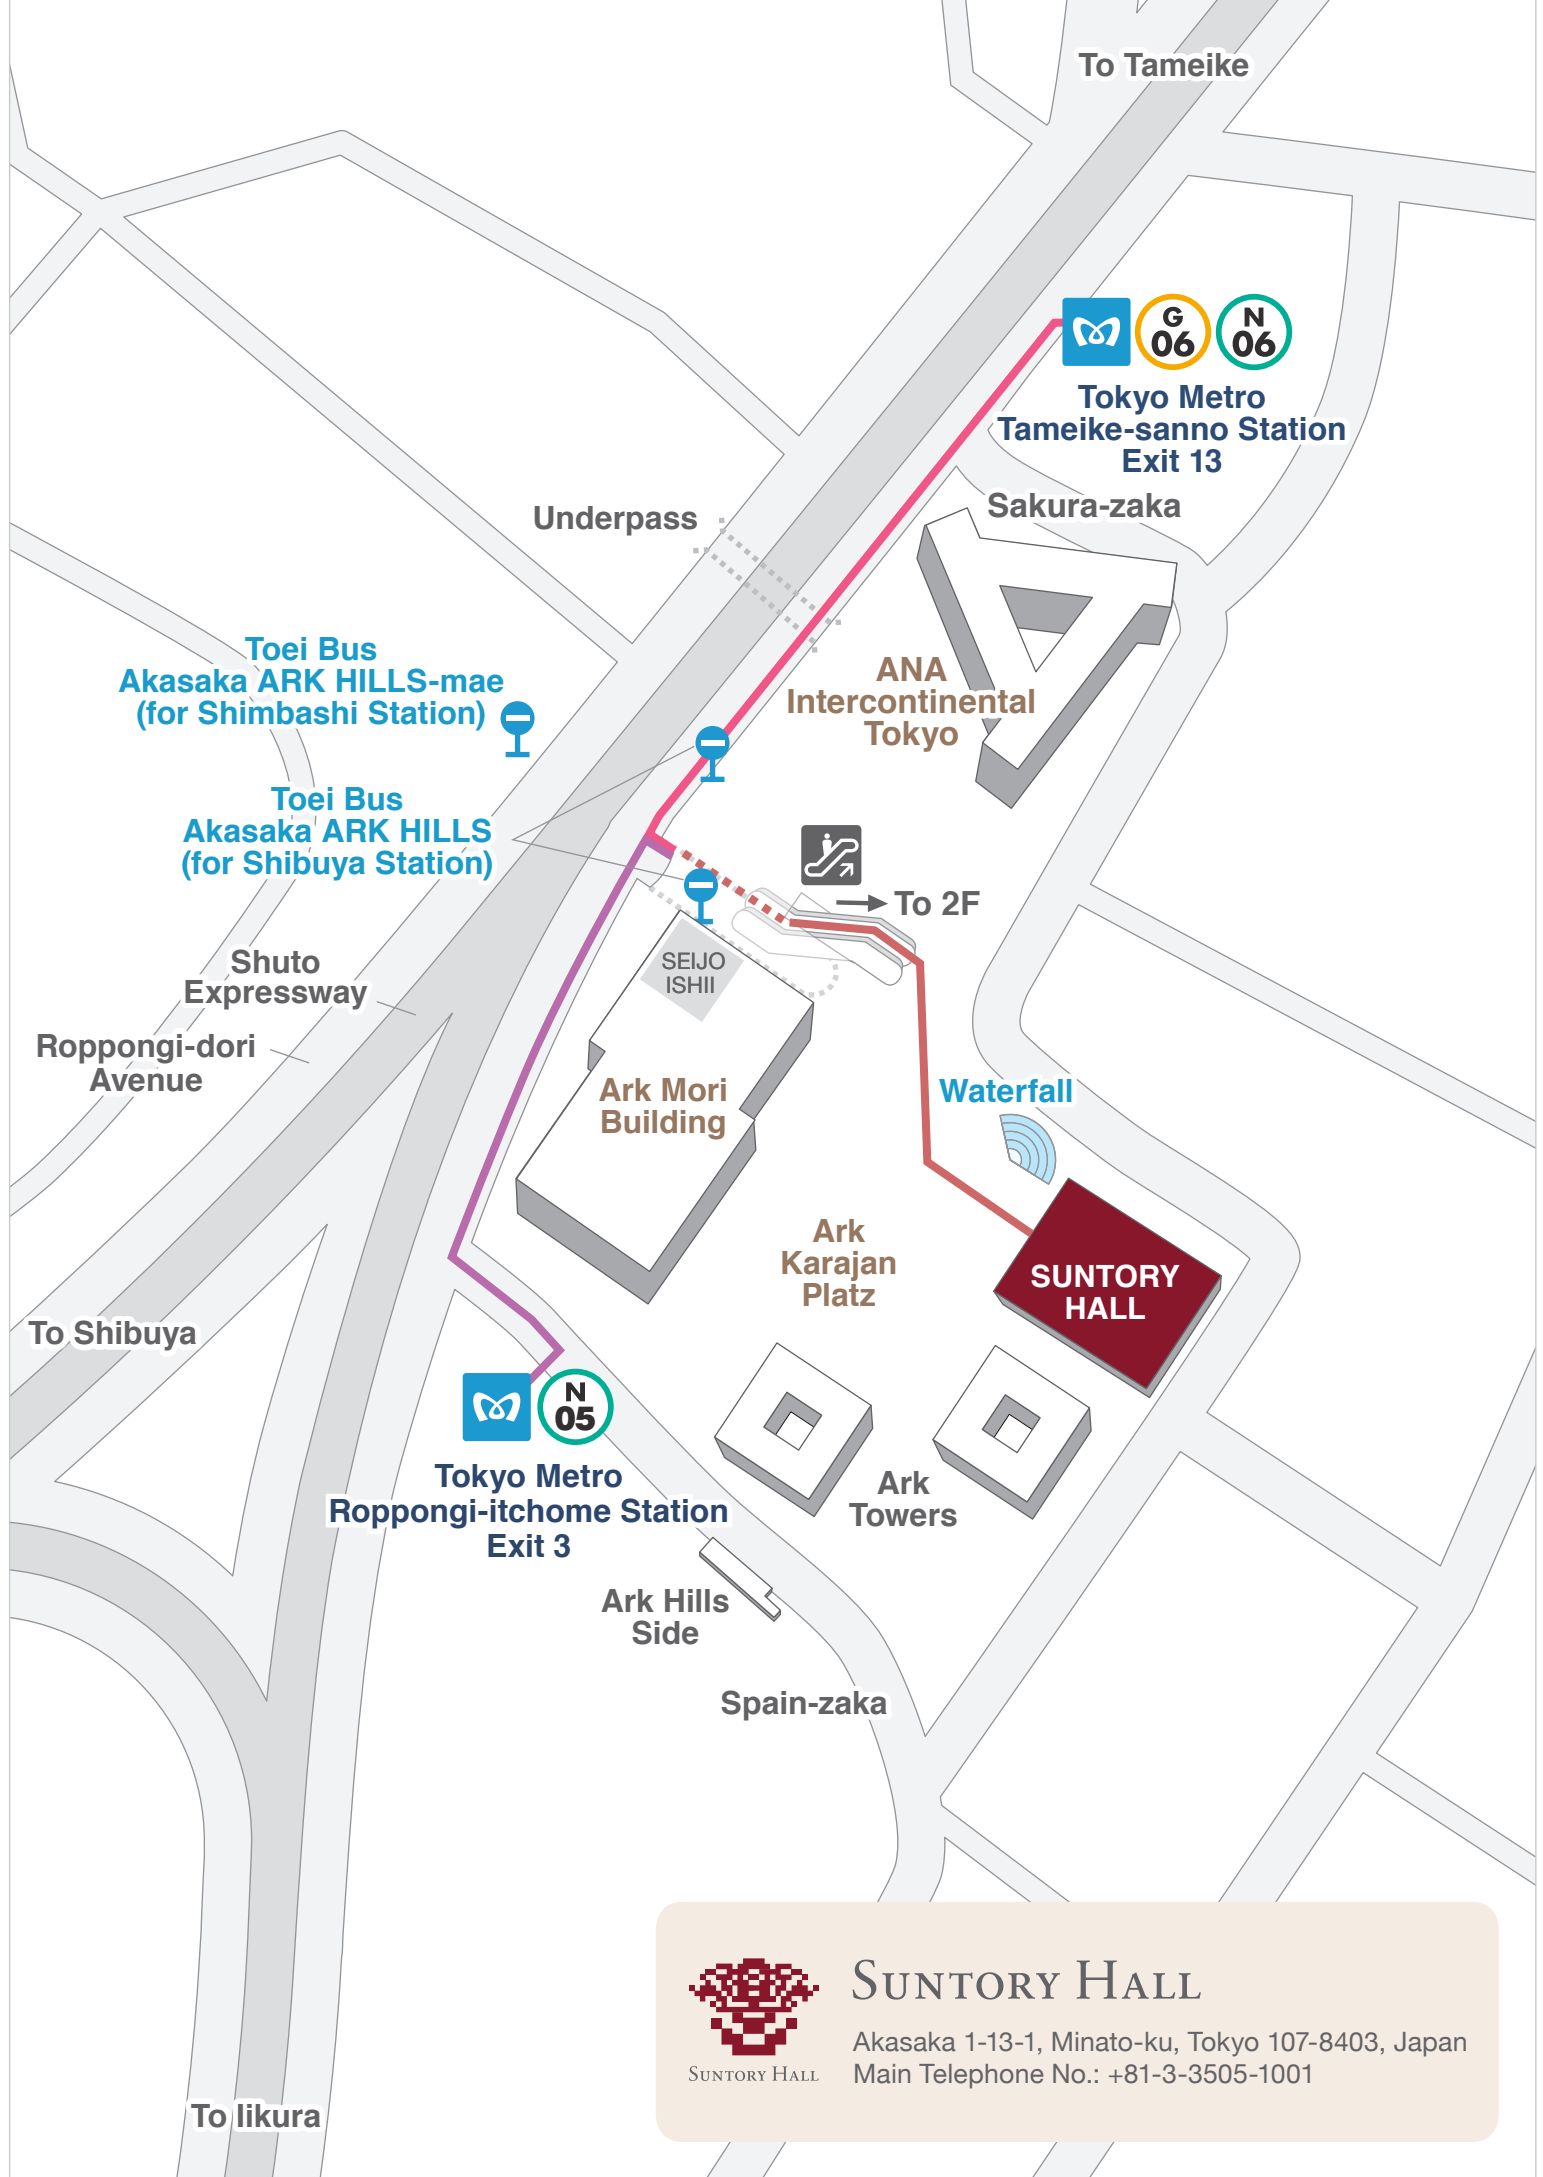 To Tameike
G
06
N
06
Tokyo Metro
Tameike-sanno Station
Exit 13
Sakura-zaka
Underpass
Toei Bus
Akasaka ARK HILLS-mae
(for Shimbashi Station)
ANA
Intercontinental
Tokyo
Toei Bus
Akasaka ARK HILLS
(for Shibuya Station)
To 2F
SEIJO
ISHII
Shuto
Expressway
Roppongi-dori
Avenue
Ark Mori
Building
Waterfall
Ark
Karajan
Platz
SUNTORY
HALL
To Shibuya
N
05
Tokyo Metro
Roppongi-itchome Station
Exit 3
Ark
Towers
Ark Hills
Side
Spain-zaka
SUNTORY HALL
SUNTORY HALL
Akasaka 1-13-1, Minato-ku, Tokyo 107-8403, Japan
Main Telephone No.: +81-3-3505-1001
To Iikura